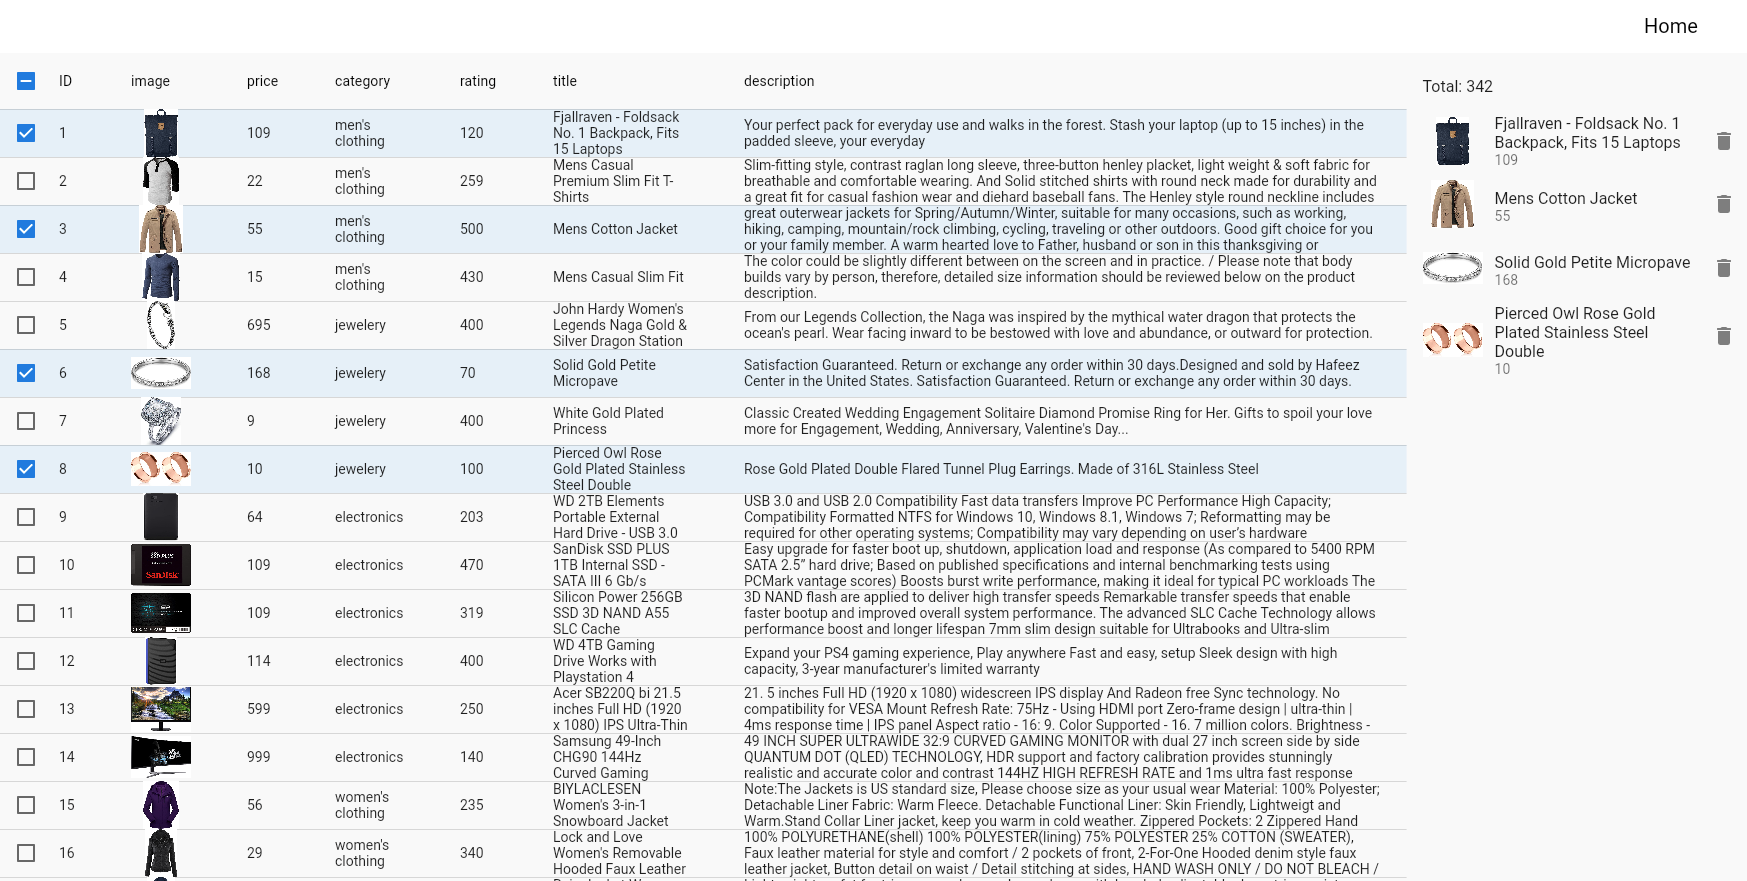 Home
ID image price category rating title description
1 109 men's clothing 120 Fjallraven - Foldsack No. 1 Backpack, Fits 15 Laptops Your perfect pack for everyday use and walks in the forest. Stash your laptop (up to 15 inches) in the padded sleeve, your everyday
2 22 men's clothing 259 Mens Casual Premium Slim Fit T-Shirts Slim-fitting style, contrast raglan long sleeve, three-button henley placket, light weight & soft fabric for breathable and comfortable wearing. And Solid stitched shirts with round neck made for durability and a great fit for casual fashion wear and diehard baseball fans. The Henley style round neckline includes
3 55 men's clothing 500 Mens Cotton Jacket great outerwear jackets for Spring/Autumn/Winter, suitable for many occasions, such as working, hiking, camping, mountain/rock climbing, cycling, traveling or other outdoors. Good gift choice for you or your family member. A warm hearted love to Father, husband or son in this thanksgiving or
4 15 men's clothing 430 Mens Casual Slim Fit The color could be slightly different between on the screen and in practice. / Please note that body builds vary by person, therefore, detailed size information should be reviewed below on the product description.
5 695 jewelery 400 John Hardy Women's Legends Naga Gold & Silver Dragon Station From our Legends Collection, the Naga was inspired by the mythical water dragon that protects the ocean's pearl. Wear facing inward to be bestowed with love and abundance, or outward for protection.
6 168 jewelery 70 Solid Gold Petite Micropave Satisfaction Guaranteed. Return or exchange any order within 30 days.Designed and sold by Hafeez Center in the United States. Satisfaction Guaranteed. Return or exchange any order within 30 days.
7 9 jewelery 400 White Gold Plated Princess Classic Created Wedding Engagement Solitaire Diamond Promise Ring for Her. Gifts to spoil your love more for Engagement, Wedding, Anniversary, Valentine's Day...
8 10 jewelery 100 Pierced Owl Rose Gold Plated Stainless Steel Double Rose Gold Plated Double Flared Tunnel Plug Earrings. Made of 316L Stainless Steel
9 64 electronics 203 WD 2TB Elements Portable External Hard Drive - USB 3.0 USB 3.0 and USB 2.0 Compatibility Fast data transfers Improve PC Performance High Capacity; Compatibility Formatted NTFS for Windows 10, Windows 8.1, Windows 7; Reformatting may be required for other operating systems; Compatibility may vary depending on user's hardware
10 SanDisk 109 electronics 470 SanDisk SSD PLUS 1TB Internal SSD - SATA III 6 Gb/s Easy upgrade for faster boot up, shutdown, application load and response (As compared to 5400 RPM SATA 2.5” hard drive; Based on published specifications and internal benchmarking tests using PCMark vantage scores) Boosts burst write performance, making it ideal for typical PC workloads The
11 109 electronics 319 Silicon Power 256GB SSD 3D NAND A55 SLC Cache 3D NAND flash are applied to deliver high transfer speeds Remarkable transfer speeds that enable faster bootup and improved overall system performance. The advanced SLC Cache Technology allows performance boost and longer lifespan 7mm slim design suitable for Ultrabooks and Ultra-slim
12 114 electronics 400 WD 4TB Gaming Drive Works with Playstation 4 Expand your PS4 gaming experience, Play anywhere Fast and easy, setup Sleek design with high capacity, 3-year manufacturer's limited warranty
13 599 electronics 250 Acer SB220Q bi 21.5 inches Full HD (1920 x 1080) IPS Ultra-Thin 21. 5 inches Full HD (1920 x 1080) widescreen IPS display And Radeon free Sync technology. No compatibility for VESA Mount Refresh Rate: 75Hz - Using HDMI port Zero-frame design | ultra-thin | 4ms response time | IPS panel Aspect ratio - 16: 9. Color Supported - 16. 7 million colors. Brightness -
14 999 electronics 140 Samsung 49-Inch CHG90 144Hz Curved Gaming 49 INCH SUPER ULTRAWIDE 32:9 CURVED GAMING MONITOR with dual 27 inch screen side by side QUANTUM DOT (QLED) TECHNOLOGY, HDR support and factory calibration provides stunningly realistic and accurate color and contrast 144HZ HIGH REFRESH RATE and 1ms ultra fast response
15 56 women's clothing 235 BIYLACLESEN Women's 3-in-1 Snowboard Jacket Note:The Jackets is US standard size, Please choose size as your usual wear Material: 100% Polyester; Detachable Liner Fabric: Warm Fleece. Detachable Functional Liner: Skin Friendly, Lightweigt and Warm.Stand Collar Liner jacket, keep you warm in cold weather. Zippered Pockets: 2 Zippered Hand
16 29 women's clothing 340 Lock and Love Women's Removable Hooded Faux Leather 100% POLYURETHANE(shell) 100% POLYESTER(lining) 75% POLYESTER 25% COTTON (SWEATER), Faux leather material for style and comfort / 2 pockets of front, 2-For-One Hooded denim style faux leather jacket, Button detail on waist / Detail stitching at sides, HAND WASH ONLY / DO NOT BLEACH /
Total: 342
Fjallraven - Foldsack No. 1
Backpack, Fits 15 Laptops
109
Mens Cotton Jacket
55
Solid Gold Petite Micropave
168
Pierced Owl Rose Gold
Plated Stainless Steel
Double
10